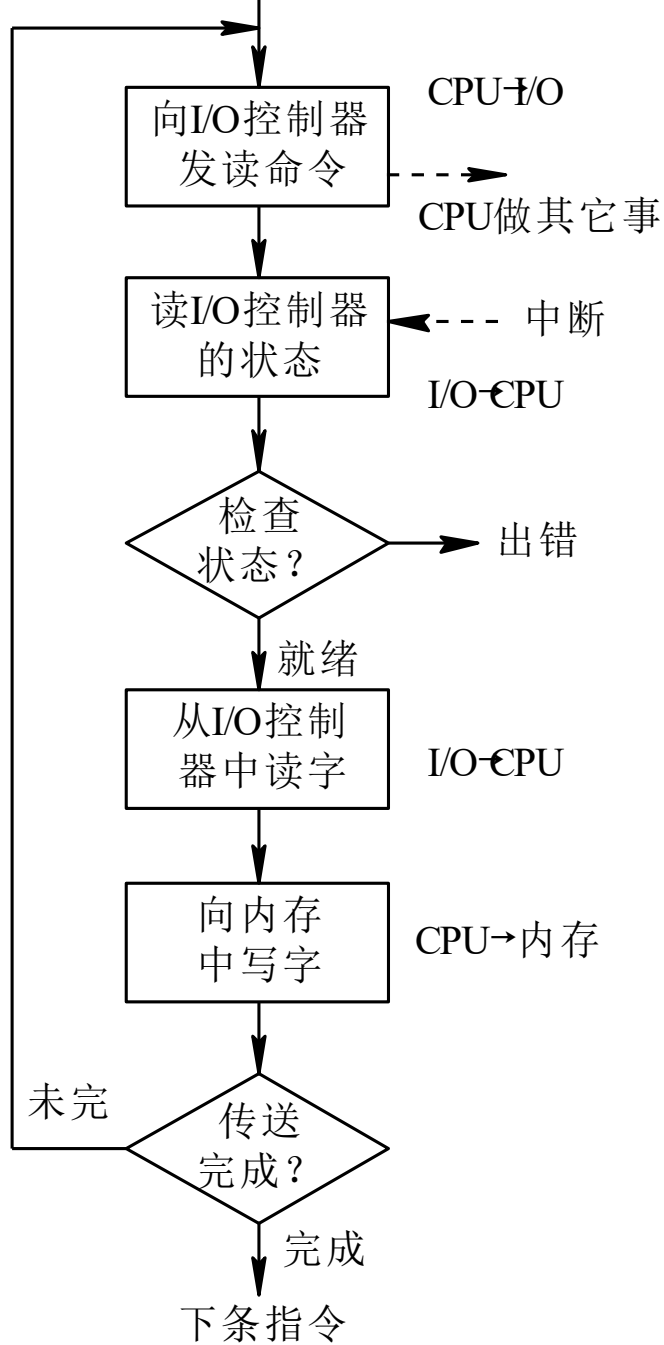 CPU→I/O
向I/O控制器
发读命令
CPU做其它事
读I/O控制器
的状态
中断
I/O→CPU
检查
状态？
出错
就绪
从I/O控制
器中读字
I/O→CPU
向内存
中写字
CPU→内存
未完
传送
完成？
完成
下条指令